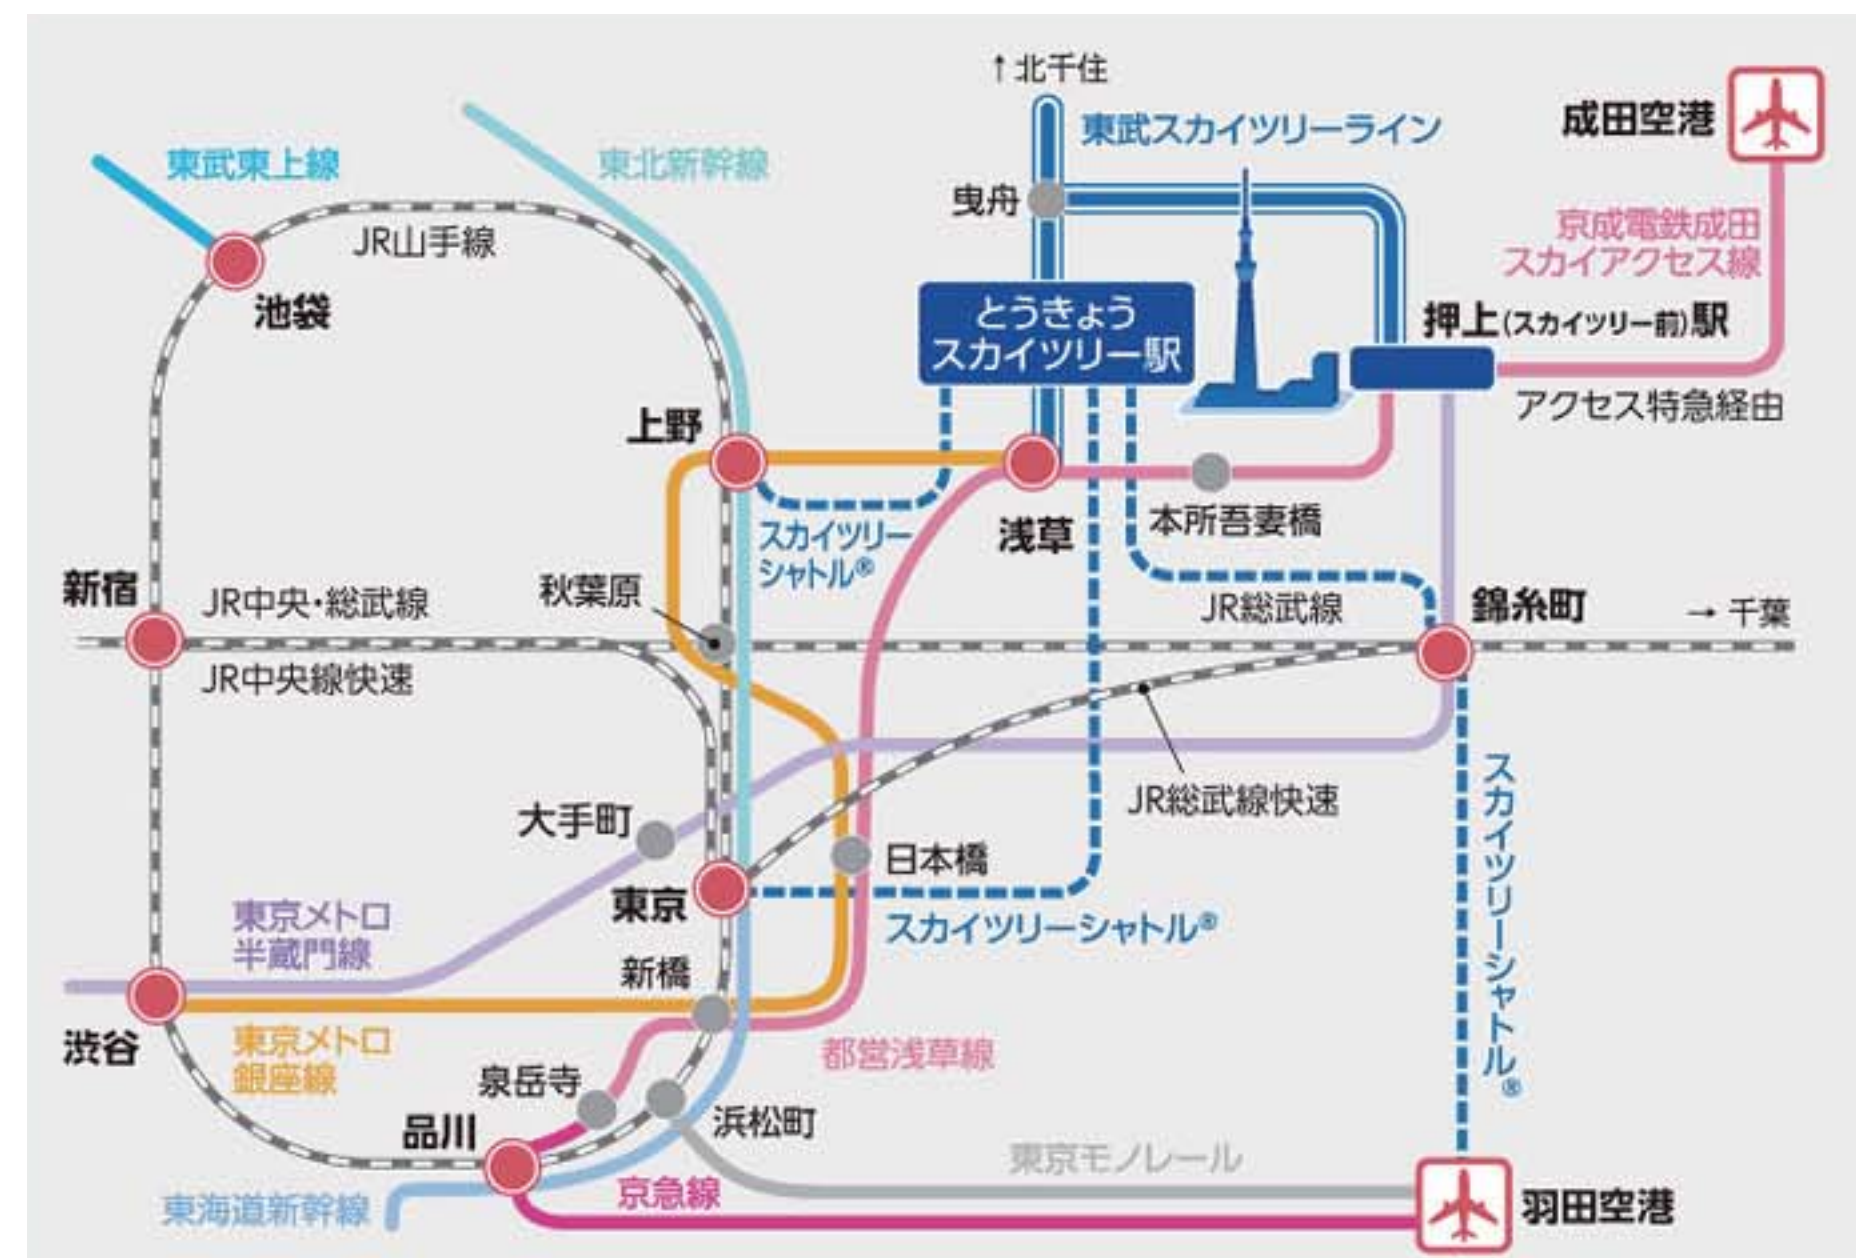 ↑北千住
成田空港
東武スカイツリーライン
東武東上線
東北新幹線
曳舟
JR山手線
京成電鉄成田
スカイアクセス線
池袋
とうきょう
スカイツリー駅
押上(スカイツリー前)駅
アクセス特急経由
上野
スカイツリー
シャトル®
浅草
本所吾妻橋
新宿
JR中央・総武線
秋葉原
JR総武線
錦糸町
→ 千葉
JR中央線快速
JR総武線快速
スカイツリーシャトル®
大手町
日本橋
東京
スカイツリーシャトル®
東京メトロ
半蔵門線
新橋
渋谷
東京メトロ
銀座線
都営浅草線
泉岳寺
浜松町
品川
東京モノレール
京急線
東海道新幹線
羽田空港